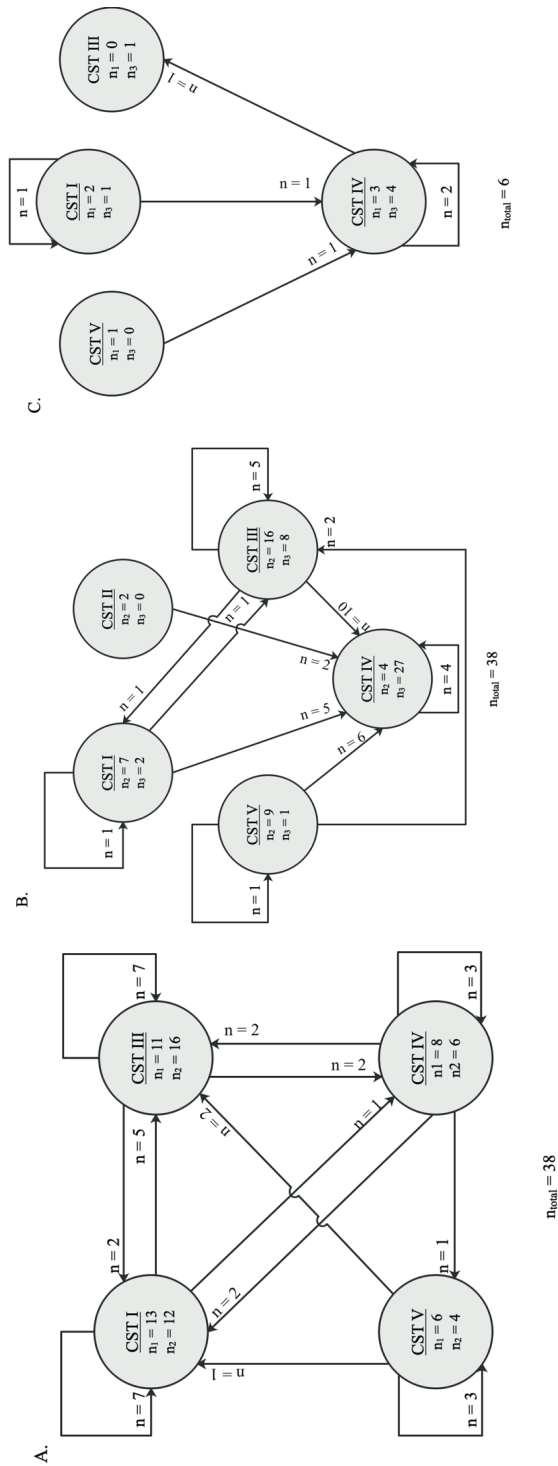 A.
CST I
n₁ = 13
n₂ = 12
n = 7
CST III
n₁ = 11
n₂ = 16
n = 7
n = 2
n = 5
n = 2
n = 2
n = 2
n = 1
n = 2
n = 1
CST V
n₁ = 6
n₂ = 4
n = 3
n = 1
CST IV
n1 = 8
n2 = 6
n = 3
nₜₒₜₐₗ = 38
B.
CST I
n₂ = 7
n₃ = 2
n = 1
CST II
n₂ = 2
n₃ = 0
n = 1
n = 1
CST III
n₂ = 16
n₃ = 8
n = 5
n = 2
n = 5
n = 10
n = 2
CST V
n₂ = 9
n₃ = 1
n = 1
n = 6
CST IV
n₂ = 4
n₃ = 27
n = 4
nₜₒₜₐₗ = 38
C.
CST V
n₁ = 1
n₃ = 0
n = 1
CST I
n₁ = 2
n₃ = 1
CST III
n₁ = 0
n₃ = 1
n = 1
n = 1
n = 1
CST IV
n₁ = 3
n₃ = 4
n = 2
nₜₒₜₐₗ = 6